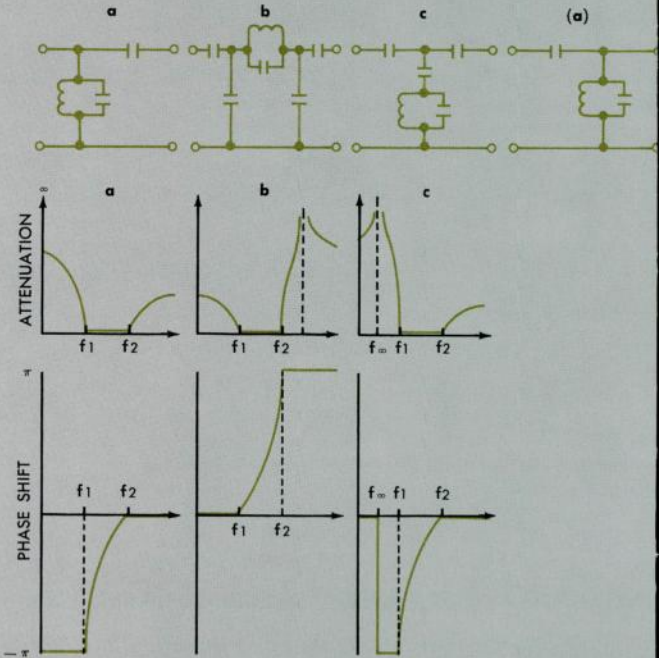 a b c (a)
a b c
∞
ATTENUATION
f1 f2 f1 f2 f∞ f1 f2
π
PHASE SHIFT
f1 f2 f1 f2 f∞ f1 f2
−π